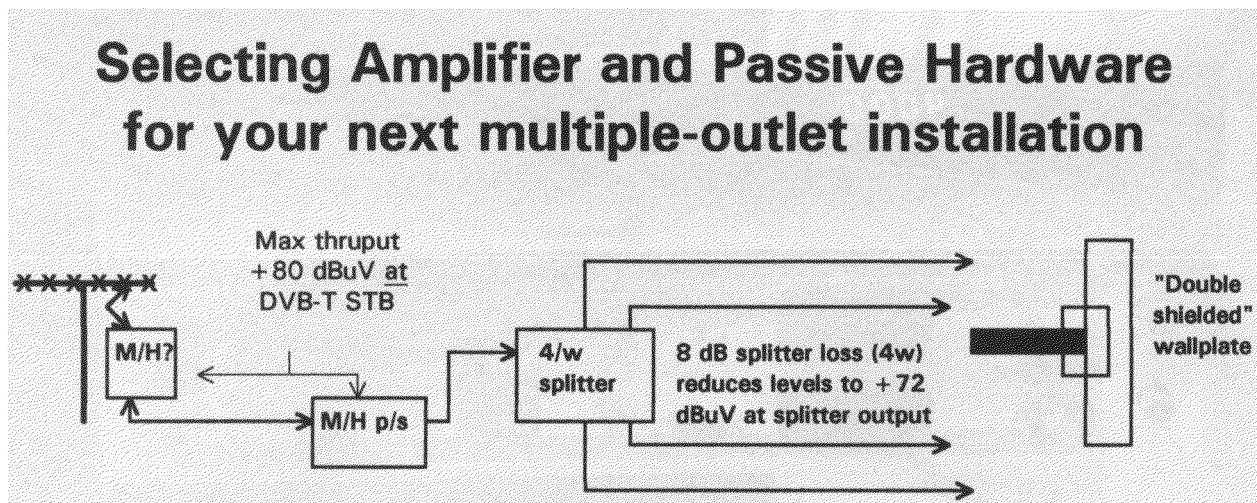 Selecting Amplifier and Passive Hardware
for your next multiple-outlet installation
Max thruput
+80 dBuV at
DVB-T STB
M/H?
M/H p/s
4/w
splitter
8 dB splitter loss (4w)
reduces levels to +72
dBuV at splitter output
"Double
shielded"
wallplate